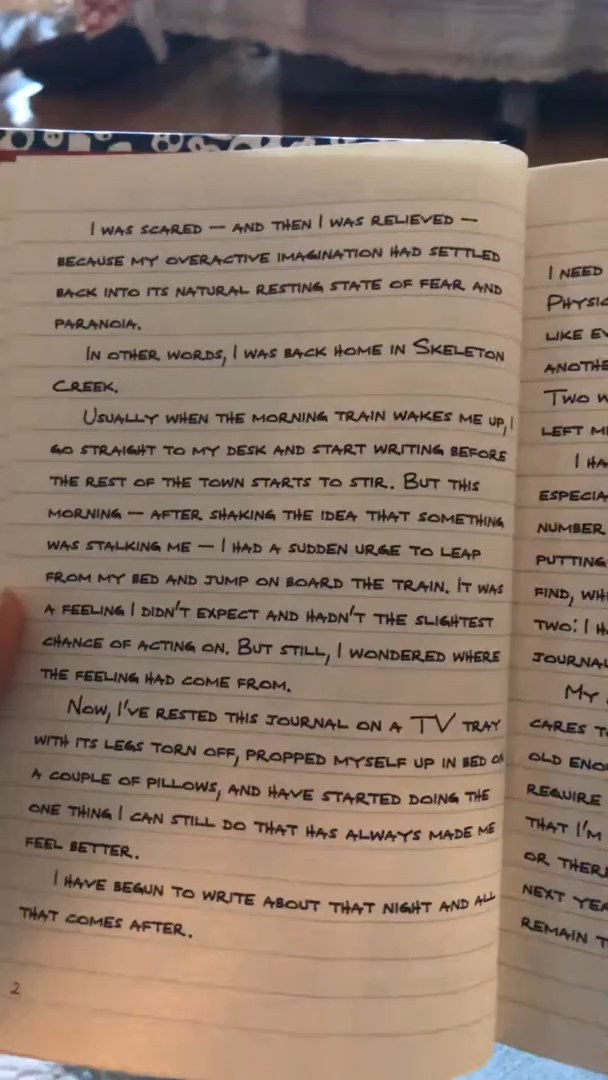 I WAS SCARED — AND THEN I WAS RELIEVED —
BECAUSE MY OVERACTIVE IMAGINATION HAD SETTLED
BACK INTO ITS NATURAL RESTING STATE OF FEAR AND
PARANOIA.
IN OTHER WORDS, I WAS BACK HOME IN SKELETON
CREEK.
USUALLY WHEN THE MORNING TRAIN WAKES ME UP, I
GO STRAIGHT TO MY DESK AND START WRITING BEFORE
THE REST OF THE TOWN STARTS TO STIR. BUT THIS
MORNING — AFTER SHAKING THE IDEA THAT SOMETHING
WAS STALKING ME — I HAD A SUDDEN URGE TO LEAP
FROM MY BED AND JUMP ON BOARD THE TRAIN. IT WAS
A FEELING I DIDN'T EXPECT AND HADN'T THE SLIGHTEST
CHANCE OF ACTING ON. BUT STILL, I WONDERED WHERE
THE FEELING HAD COME FROM.
NOW, I'VE RESTED THIS JOURNAL ON A TV TRAY
WITH ITS LEGS TORN OFF, PROPPED MYSELF UP IN BED ON
A COUPLE OF PILLOWS, AND HAVE STARTED DOING THE
ONE THING I CAN STILL DO THAT HAS ALWAYS MADE ME
FEEL BETTER.
I HAVE BEGUN TO WRITE ABOUT THAT NIGHT AND ALL
THAT COMES AFTER.
2
I NEED
LIKE
TWO
LEFT
I
NUMBER
PUTTING
FIND,
TWO: I
MY
CARES
OLD
REQUIRE
THAT I'M
OR
NEXT
REMAIN